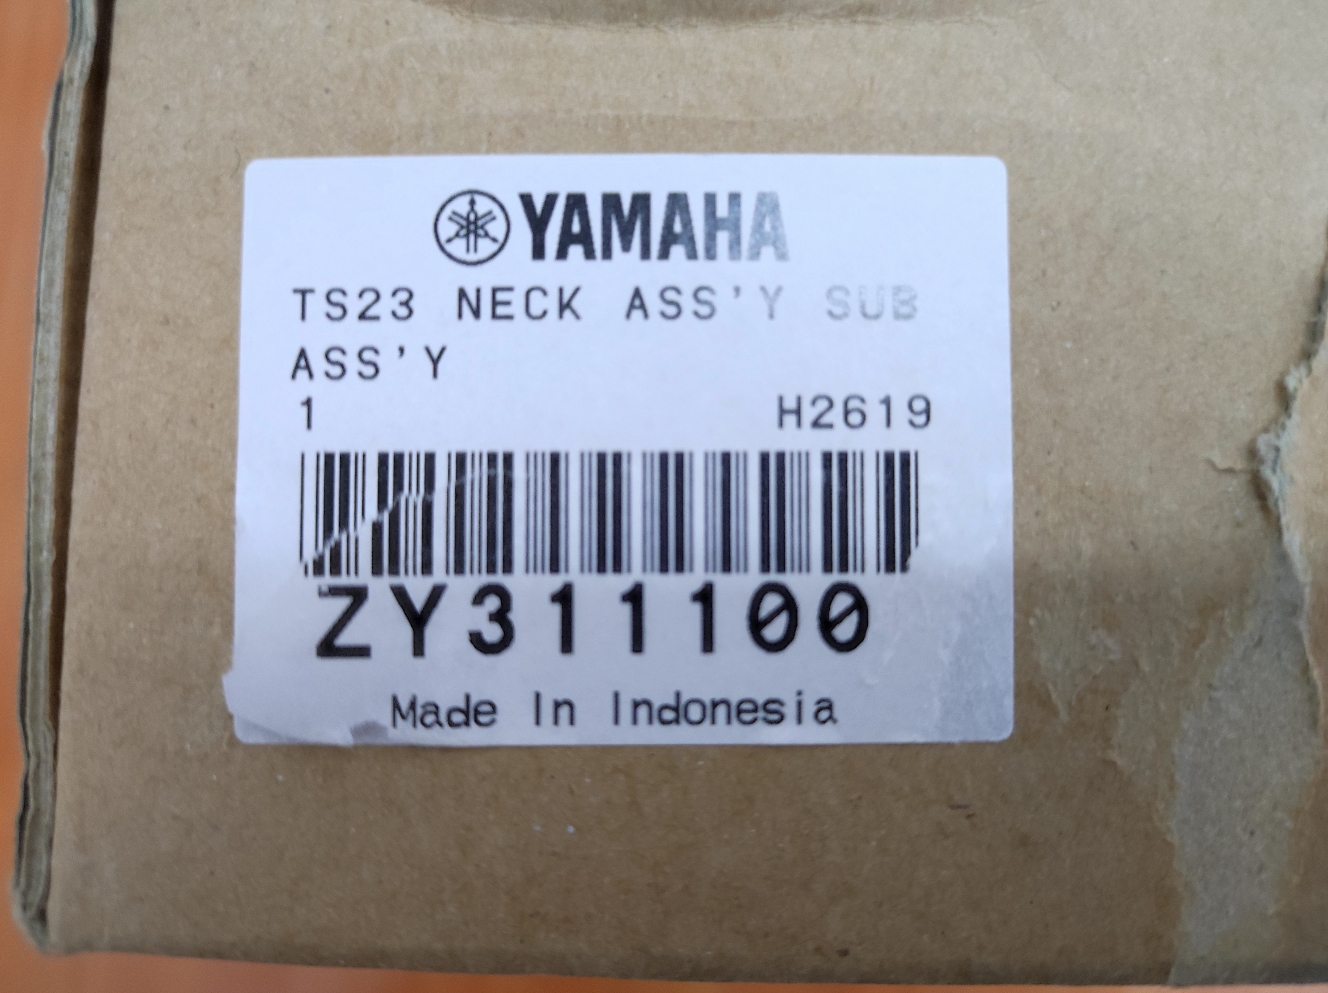 YAMAHA
TS23 NECK ASS'Y SUB
ASS'Y
1 H2619
ZY311100
Made In Indonesia